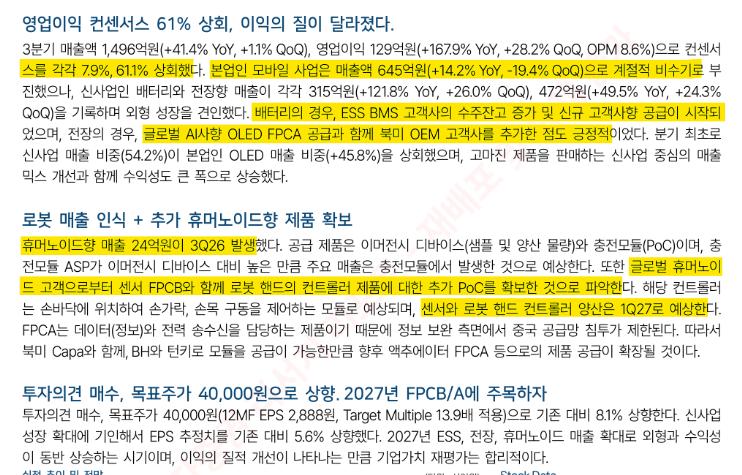 영업이익 컨센서스 61% 상회, 이익의 질이 달라졌다.
3분기 매출액 1,496억원(+41.4% YoY, +1.1% QoQ), 영업이익 129억원(+167.9% YoY, +28.2% QoQ, OPM 8.6%)으로 컨센서
스를 각각 7.9%, 61.1% 상회했다. 본업인 모바일 사업은 매출액 645억원(+14.2% YoY, -19.4% QoQ)으로 계절적 비수기로 부
진했으나, 신사업인 배터리와 전장향 매출이 각각 315억원(+121.8% YoY, +26.0% QoQ), 472억원(+49.5% YoY, +24.3%
QoQ)을 기록하며 외형 성장을 견인했다. 배터리의 경우, ESS BMS 고객사의 수주잔고 증가 및 신규 고객사향 공급이 시작되
었으며, 전장의 경우, 글로벌 AI사향 OLED FPCA 공급과 함께 북미 OEM 고객사를 추가한 점도 긍정적이었다. 분기 최초로
신사업 매출 비중(54.2%)이 본업인 OLED 매출 비중(+45.8%)을 상회했으며, 고마진 제품을 판매하는 신사업 중심의 매출
믹스 개선과 함께 수익성도 큰 폭으로 상승했다.
로봇 매출 인식 + 추가 휴머노이드향 제품 확보
휴머노이드향 매출 24억원이 3Q26 발생했다. 공급 제품은 이머전시 디바이스(샘플 및 양산 물량)와 충전모듈(PoC)이며, 충
전모듈 ASP가 이머전시 디바이스 대비 높은 만큼 주요 매출은 충전모듈에서 발생한 것으로 예상한다. 또한 글로벌 휴머노이
드 고객으로부터 센서 FPCB와 함께 로봇 핸드의 컨트롤러 제품에 대한 추가 PoC를 확보한 것으로 파악한다. 해당 컨트롤러
는 손바닥에 위치하여 손가락, 손목 구동을 제어하는 모듈로 예상되며, 센서와 로봇 핸드 컨트롤러 양산은 1Q27로 예상한다.
FPCA는 데이터(정보)와 전력 송수신을 담당하는 제품이기 때문에 정보 보완 측면에서 중국 공급망 침투가 제한된다. 따라서
북미 Capa와 함께, BH와 턴키로 모듈을 공급이 가능한만큼 향후 액추에이터 FPCA 등으로의 제품 공급이 확장될 것이다.
투자의견 매수, 목표주가 40,000원으로 상향. 2027년 FPCB/A에 주목하자
투자의견 매수, 목표주가 40,000원(12MF EPS 2,888원, Target Multiple 13.9배 적용)으로 기존 대비 8.1% 상향한다. 신사업
성장 확대에 기인해서 EPS 추정치를 기존 대비 5.6% 상향했다. 2027년 ESS, 전장, 휴머노이드 매출 확대로 외형과 수익성
이 동반 상승하는 시기이며, 이익의 질적 개선이 나타나는 만큼 기업가치 재평가는 합리적이다.
Stock Data